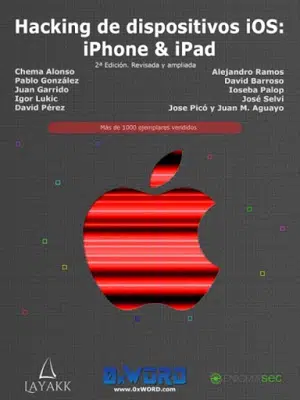 Hacking de dispositivos iOS:
iPhone & iPad
2ª Edición. Revisada y ampliada
Chema Alonso
Pablo González
Juan Garrido
Igor Lukic
David Pérez
Alejandro Ramos
David Barroso
Ioseba Palop
José Selvi
Jose Picó y Juan M. Aguayo
Más de 1000 ejemplares vendidos
LAYAKK
0xWORD
www.0xWORD.com
ENIGMASEC